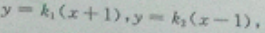 y = k₁(x+1), y = k₂(x−1),